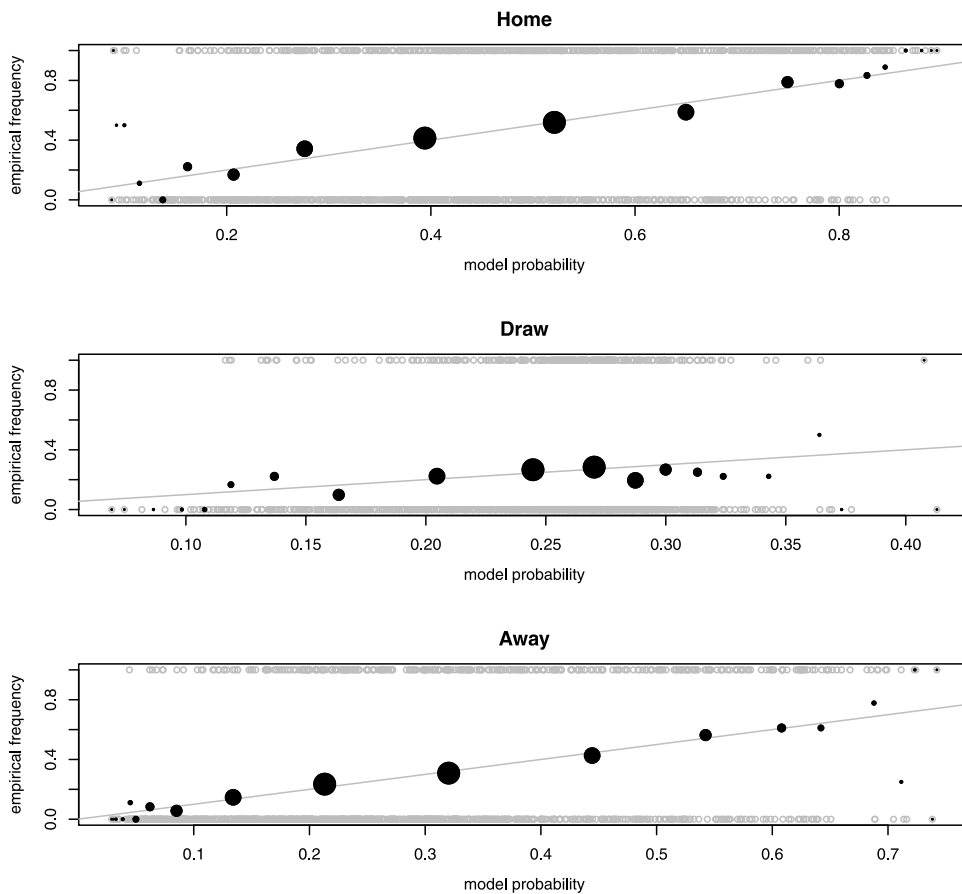 Home
empirical frequency
0.8
0.4
0.0
0.2 0.4 0.6 0.8
model probability
Draw
empirical frequency
0.8
0.4
0.0
0.10 0.15 0.20 0.25 0.30 0.35 0.40
model probability
Away
empirical frequency
0.8
0.4
0.0
0.1 0.2 0.3 0.4 0.5 0.6 0.7
model probability